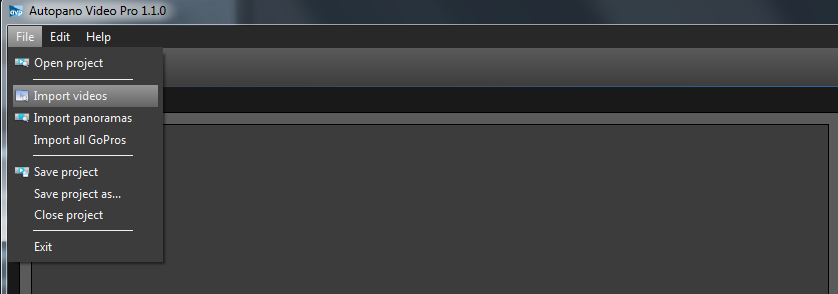 avp Autopano Video Pro 1.1.0
File Edit Help
Open project
Import videos
Import panoramas
Import all GoPros
Save project
Save project as...
Close project
Exit